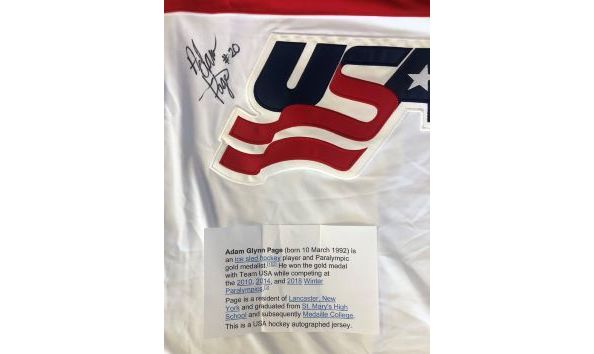 Adam #20
Page
USA
Adam Glynn Page (born 10 March 1992) is
an ice sled hockey player and Paralympic
gold medalist. He won the gold medal
with Team USA while competing at
the 2010, 2014, and 2018 Winter
Paralympics.
Page is a resident of Lancaster, New
York and graduated from St. Mary's High
School and subsequently Medaille College.
This is a USA hockey autographed jersey.